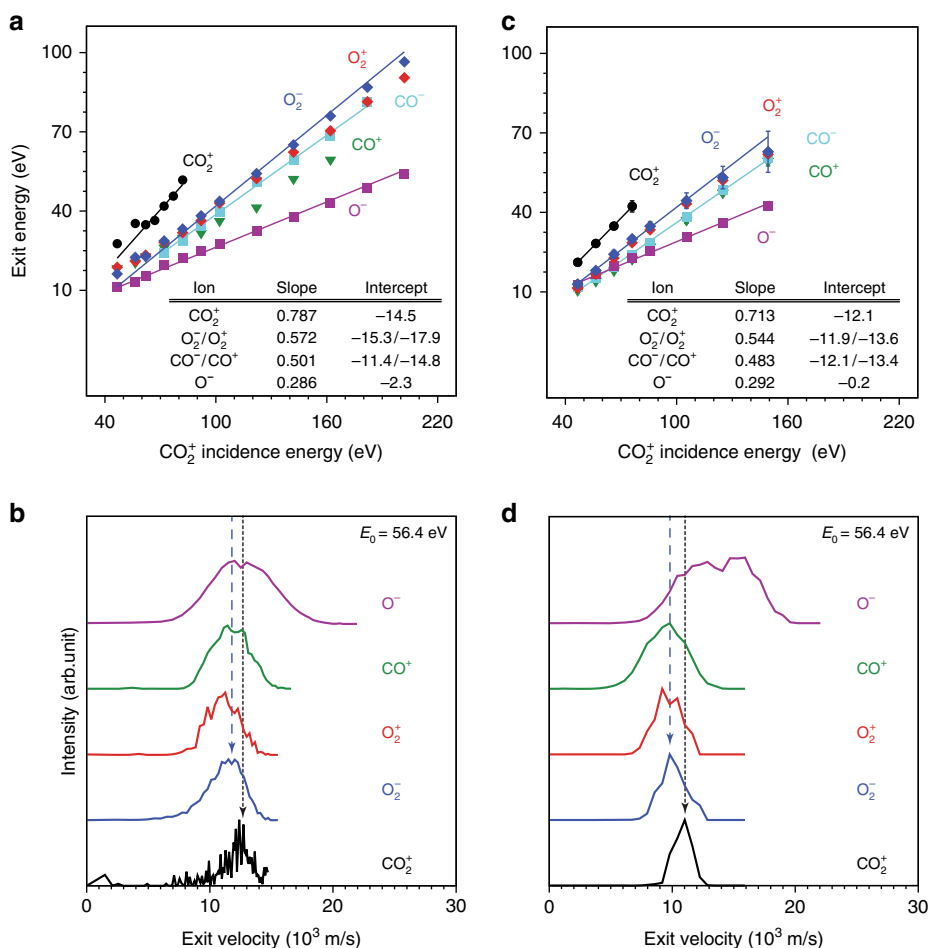 a
100
70
40
10
Exit energy (eV)
CO₂⁺
O₂⁻
O₂⁺
CO⁻
CO⁺
O⁻
Ion Slope Intercept
CO₂⁺ 0.787 −14.5
O₂⁻/O₂⁺ 0.572 −15.3/−17.9
CO⁻/CO⁺ 0.501 −11.4/−14.8
O⁻ 0.286 −2.3
40 100 160 220
CO₂⁺ incidence energy (eV)
c
100
70
40
10
CO₂⁺
O₂⁻
O₂⁺
CO⁻
CO⁺
O⁻
Ion Slope Intercept
CO₂⁺ 0.713 −12.1
O₂⁻/O₂⁺ 0.544 −11.9/−13.6
CO⁻/CO⁺ 0.483 −12.1/−13.4
O⁻ 0.292 −0.2
40 100 160 220
CO₂⁺ incidence energy (eV)
b
E₀ = 56.4 eV
Intensity (arb.unit)
O⁻
CO⁺
O₂⁺
O₂⁻
CO₂⁺
0 10 20 30
Exit velocity (10³ m/s)
d
E₀ = 56.4 eV
O⁻
CO⁺
O₂⁺
O₂⁻
CO₂⁺
0 10 20 30
Exit velocity (10³ m/s)